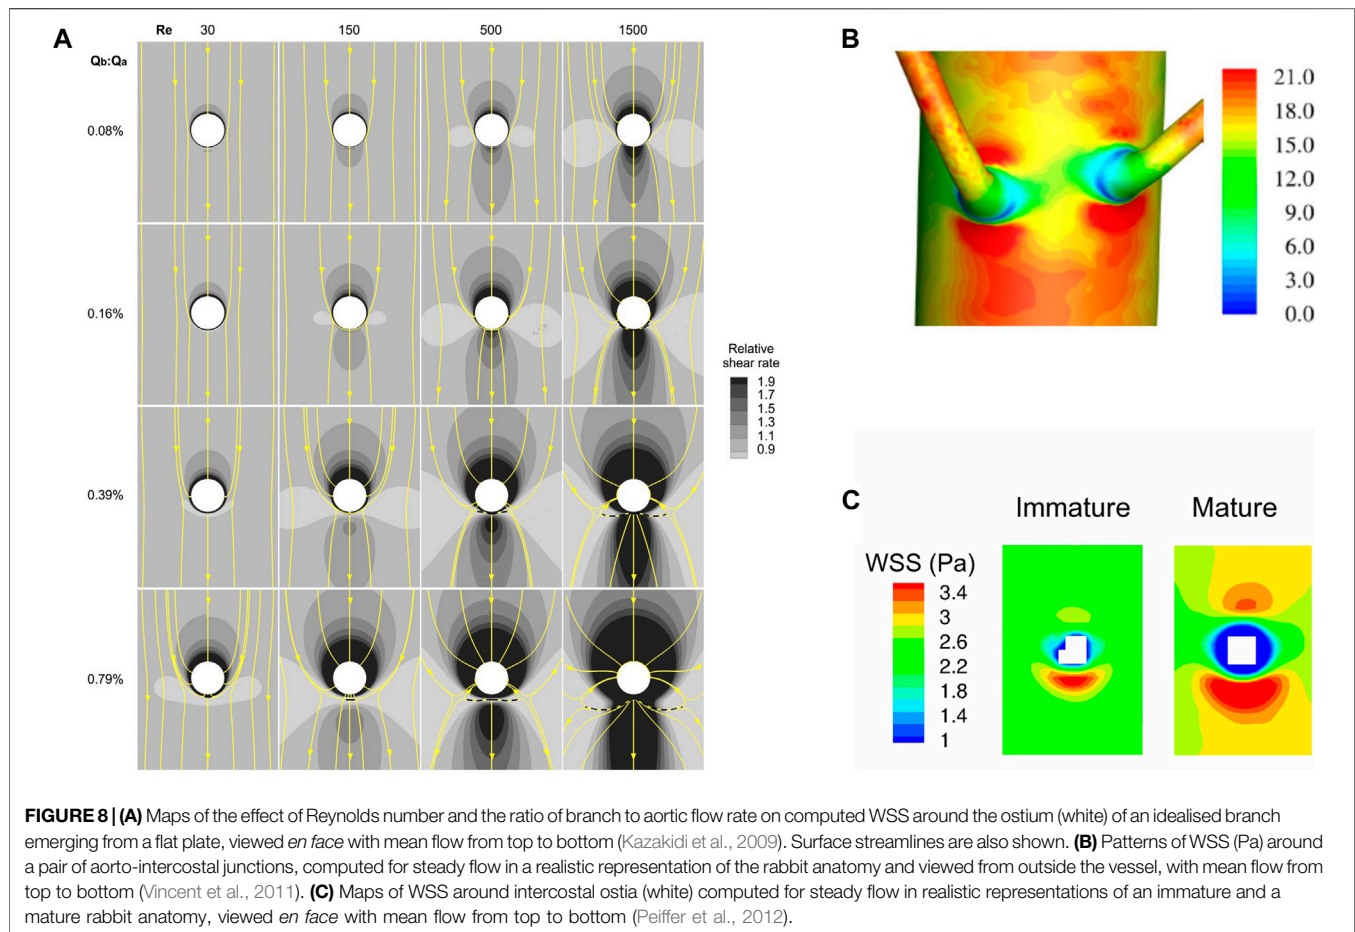 A
Re 30 150 500 1500
Qb:Qa
0.08%
0.16%
0.39%
0.79%
Relative
shear rate
1.9
1.7
1.5
1.3
1.1
0.9
B
21.0
18.0
15.0
12.0
9.0
6.0
3.0
0.0
C
Immature Mature
WSS (Pa)
3.4
3
2.6
2.2
1.8
1.4
1
FIGURE 8 | (A) Maps of the effect of Reynolds number and the ratio of branch to aortic flow rate on computed WSS around the ostium (white) of an idealised branch
emerging from a flat plate, viewed en face with mean flow from top to bottom (Kazakidi et al., 2009). Surface streamlines are also shown. (B) Patterns of WSS (Pa) around
a pair of aorto-intercostal junctions, computed for steady flow in a realistic representation of the rabbit anatomy and viewed from outside the vessel, with mean flow from
top to bottom (Vincent et al., 2011). (C) Maps of WSS around intercostal ostia (white) computed for steady flow in realistic representations of an immature and a
mature rabbit anatomy, viewed en face with mean flow from top to bottom (Peiffer et al., 2012).